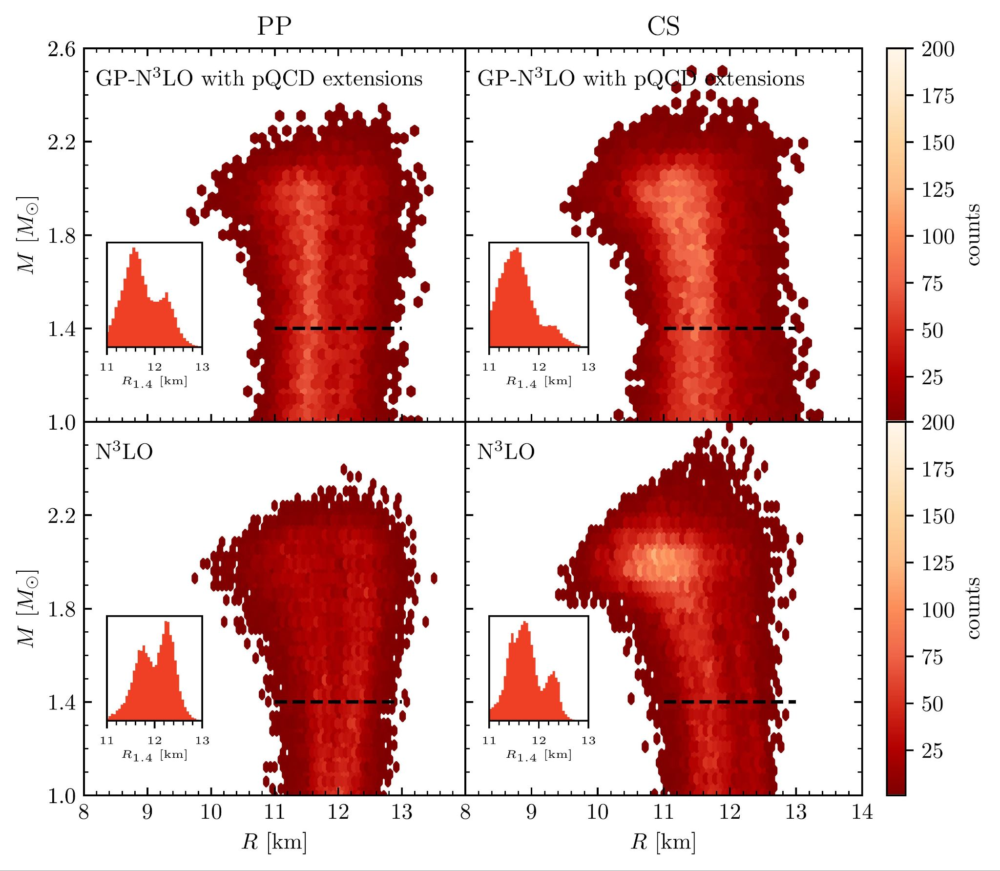 PP
CS
2.6
2.2
1.8
1.4
1.0
M [M☉]
GP-N³LO with pQCD extensions
11 12 13
R₁.₄ [km]
GP-N³LO with pQCD extensions
11 12 13
R₁.₄ [km]
200
175
150
125
100
75
50
25
counts
2.2
1.8
1.4
1.0
M [M☉]
N³LO
11 12 13
R₁.₄ [km]
8 9 10 11 12 13
R [km]
N³LO
11 12 13
R₁.₄ [km]
8 9 10 11 12 13 14
R [km]
200
175
150
125
100
75
50
25
counts